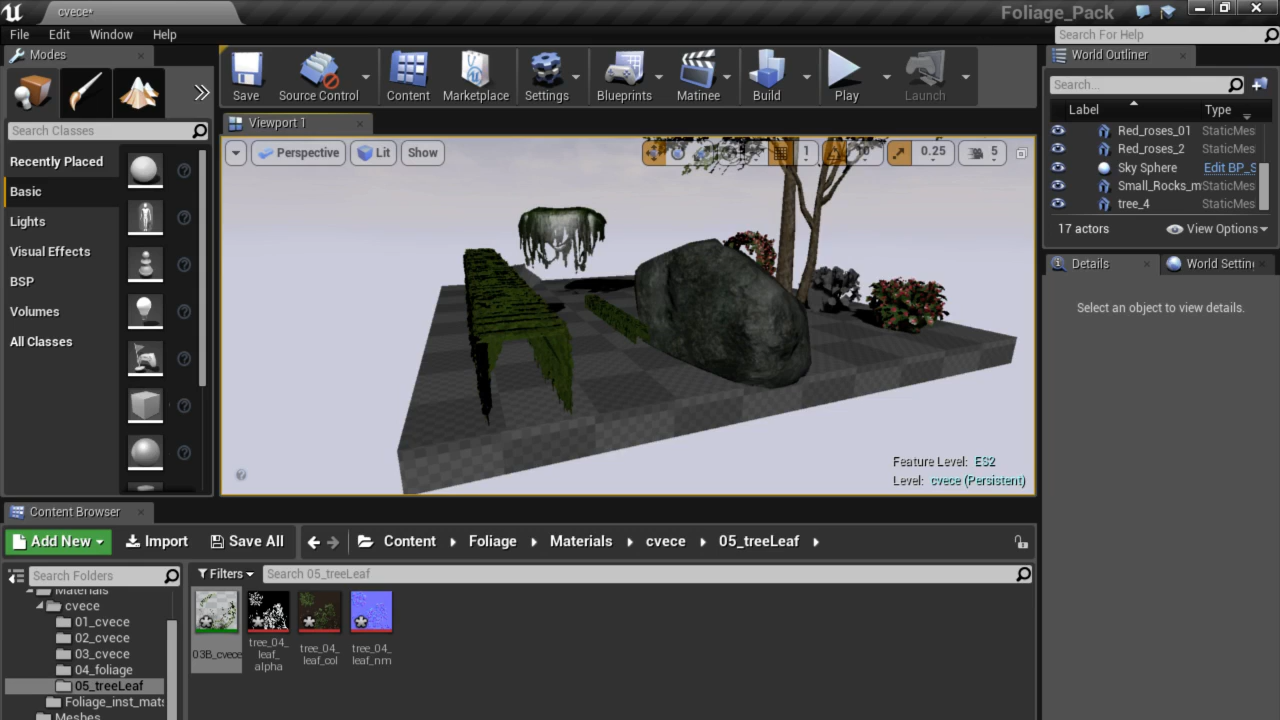 cvece*
Foliage_Pack
File Edit Window Help
Search For Help
Modes
World Outliner
Save Source Control Content Marketplace Settings Blueprints Matinee Build Play Launch
Search...
Label Type
Search Classes
Viewport 1
Red_roses_01 StaticMes
Red_roses_2 StaticMes
Sky Sphere Edit BP_S
Small_Rocks_m StaticMes
tree_4 StaticMes
17 actors View Options
Perspective Lit Show
1 10° 0.25 5
Recently Placed
Basic
Lights
Visual Effects
BSP
Volumes
All Classes
Details World Settin
Select an object to view details.
Feature Level: ES2
Level: cvece (Persistent)
Content Browser
Add New Import Save All Content Foliage Materials cvece 05_treeLeaf
Search Folders
Filters Search 05_treeLeaf
Materials
cvece
01_cvece
02_cvece
03_cvece
04_foliage
05_treeLeaf
Foliage_inst_mats
Meshes
03B_cvece
tree_04_
leaf_
alpha
tree_04_
leaf_col
tree_04_
leaf_nm